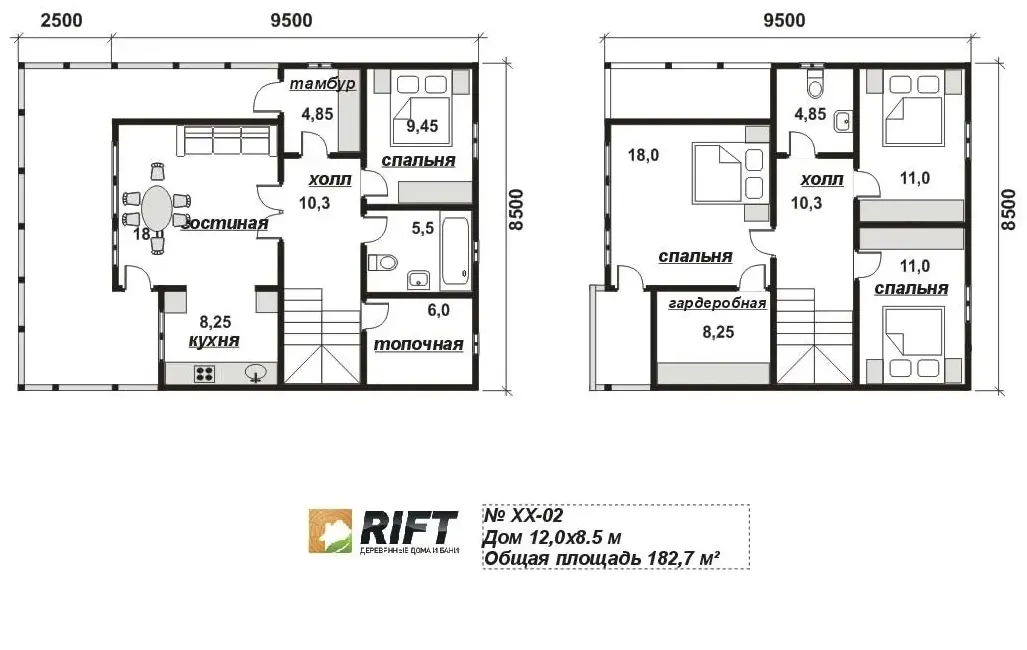 2500
9500
9500
тамбур
4,85
9,45
спальня
холл
10,3
18
гостиная
5,5
8500
8,25
кухня
6,0
топочная
4,85
18,0
холл
10,3
11,0
8500
спальня
11,0
спальня
гардеробная
8,25
RIFT
ДЕРЕВЯННЫЕ ДОМА И БАНИ
№ XX-02
Дом 12,0x8.5 м
Общая площадь 182,7 м²